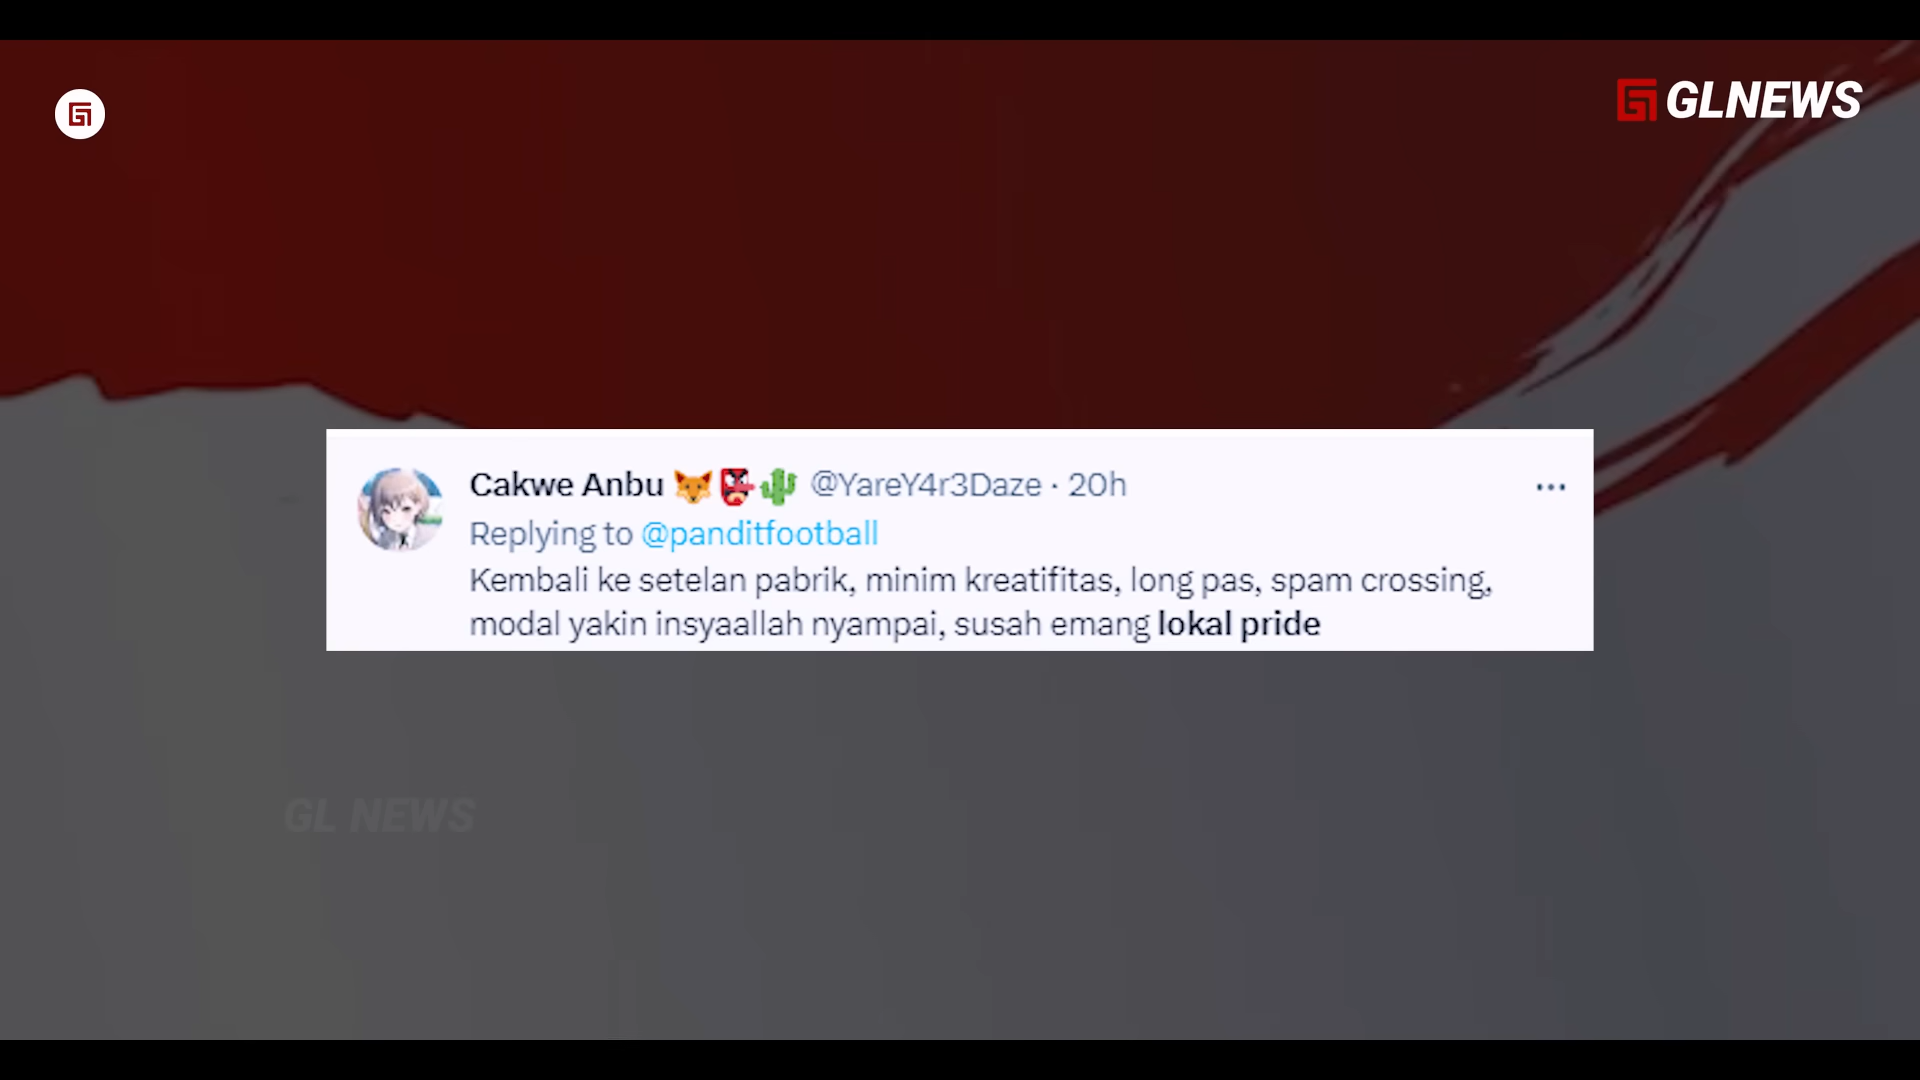 GLNEWS
Cakwe Anbu 🦊👺🌵 @YareY4r3Daze · 20h
Replying to @panditfootball
Kembali ke setelan pabrik, minim kreatifitas, long pas, spam crossing,
modal yakin insyaallah nyampai, susah emang lokal pride
GL NEWS